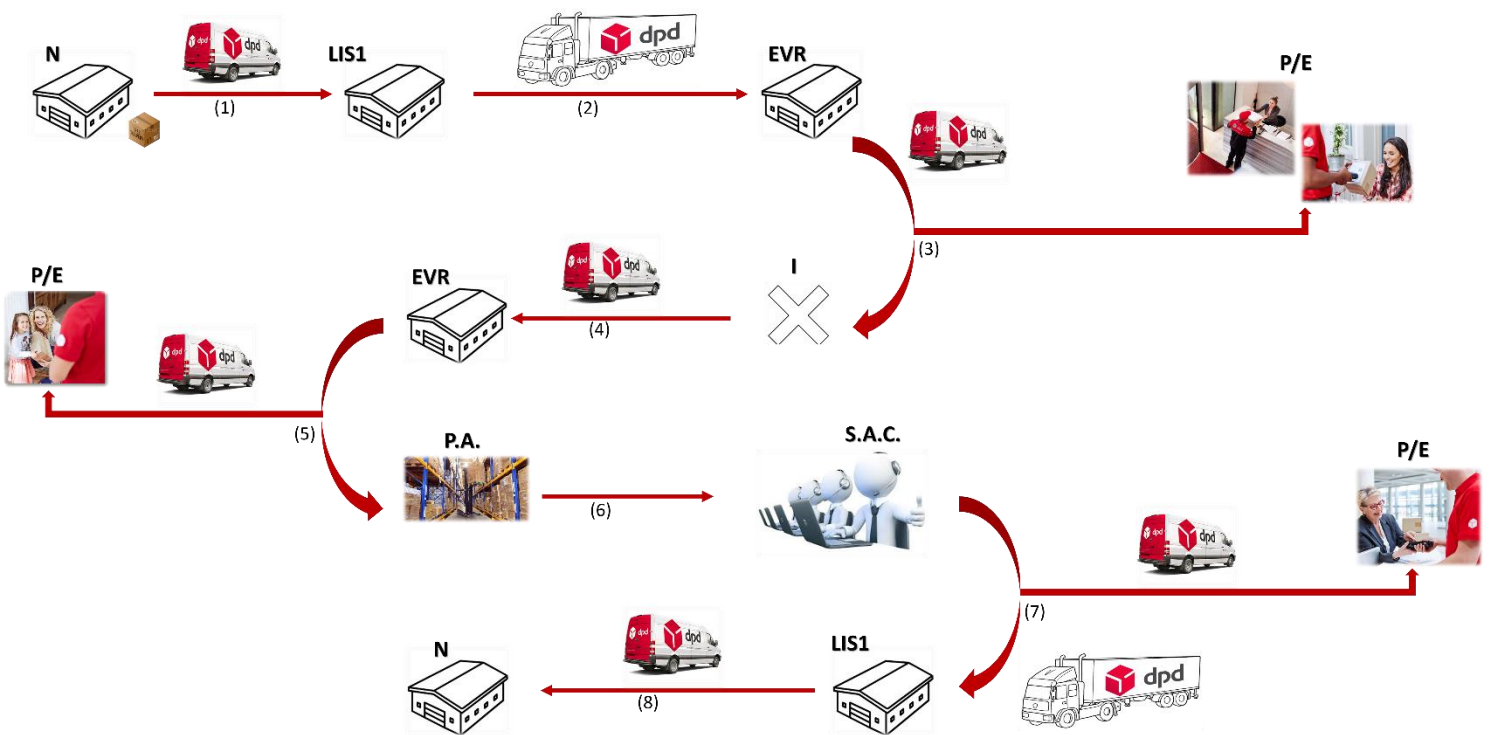 N
dpd
LIS1
dpd
EVR
P/E
(1)
(2)
dpd
(3)
P/E
EVR
dpd
I
(4)
dpd
(5)
P.A.
S.A.C.
P/E
(6)
dpd
(7)
N
dpd
LIS1
dpd
(8)